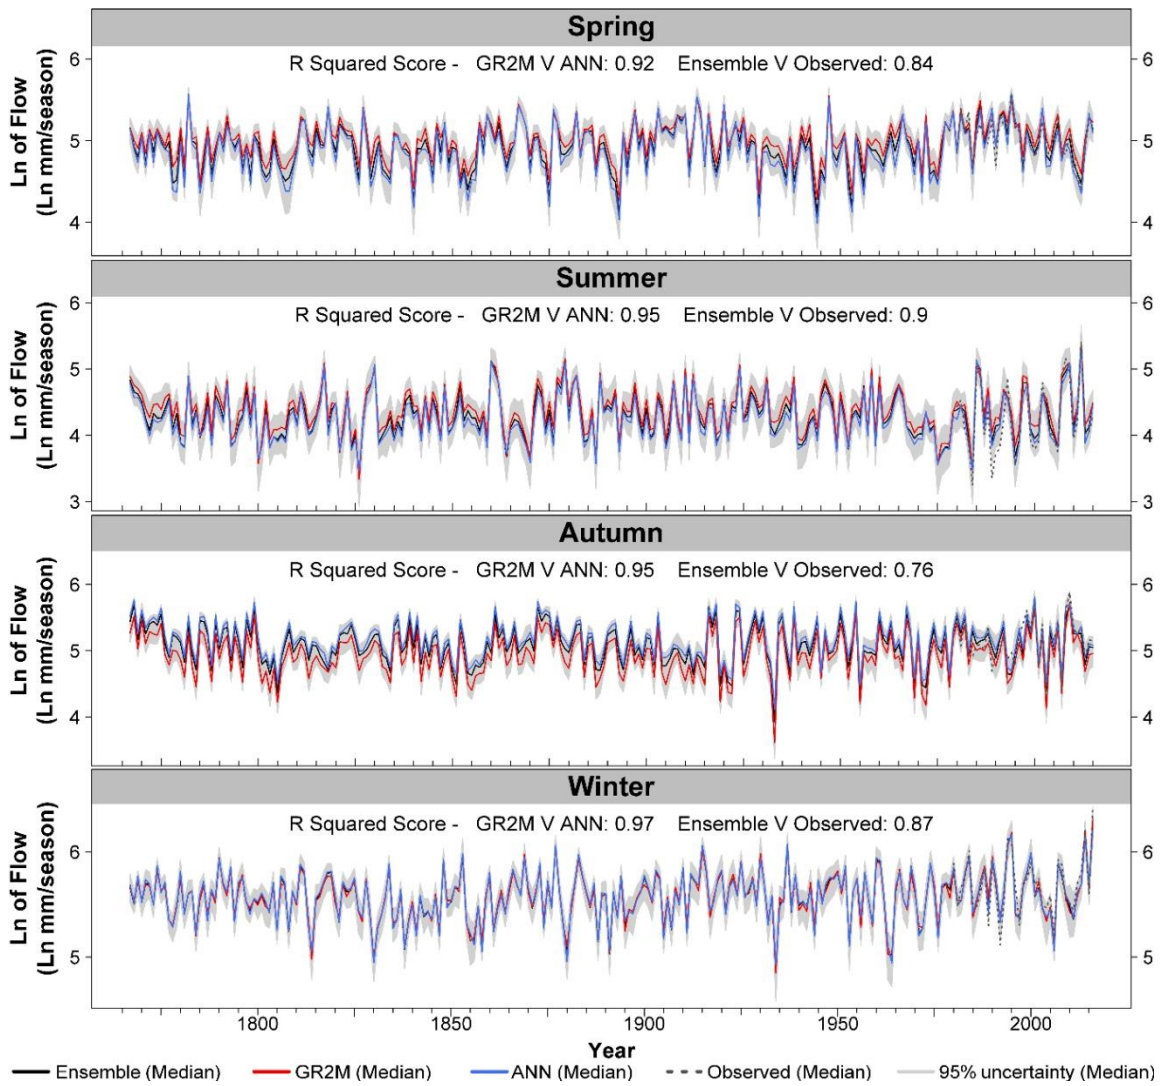 Spring
R Squared Score - GR2M V ANN: 0.92 Ensemble V Observed: 0.84
Ln of Flow
(Ln mm/season)
6
5
4
6
5
4
Summer
R Squared Score - GR2M V ANN: 0.95 Ensemble V Observed: 0.9
Ln of Flow
(Ln mm/season)
6
5
4
3
6
5
4
3
Autumn
R Squared Score - GR2M V ANN: 0.95 Ensemble V Observed: 0.76
Ln of Flow
(Ln mm/season)
6
5
4
6
5
4
Winter
R Squared Score - GR2M V ANN: 0.97 Ensemble V Observed: 0.87
Ln of Flow
(Ln mm/season)
6
5
6
5
1800 1850 1900 1950 2000
Year
Ensemble (Median) GR2M (Median) ANN (Median) Observed (Median) 95% uncertainty (Median)